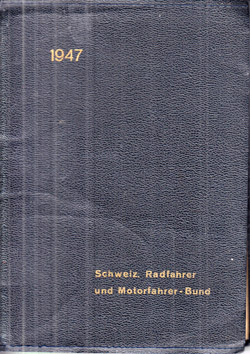 1947
Schweiz. Radfahrer
und Motorfahrer-Bund